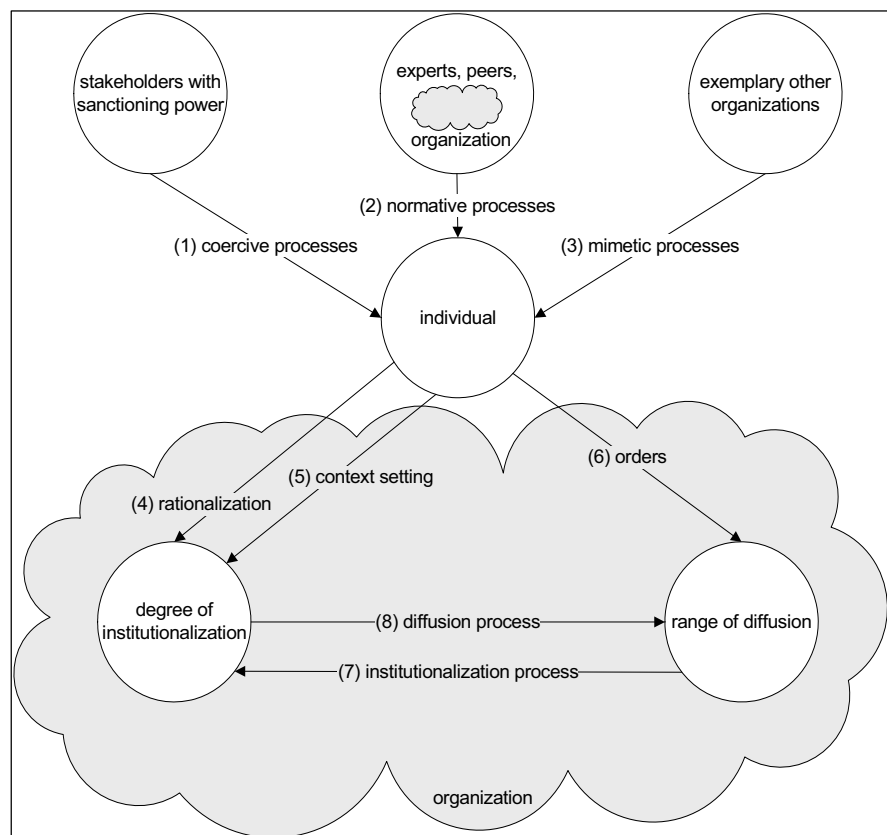 stakeholders with
sanctioning power
experts, peers,
organization
exemplary other
organizations
(2) normative processes
(1) coercive processes
(3) mimetic processes
individual
(6) orders
(5) context setting
(4) rationalization
degree of
institutionalization
(8) diffusion process
range of diffusion
(7) institutionalization process
organization